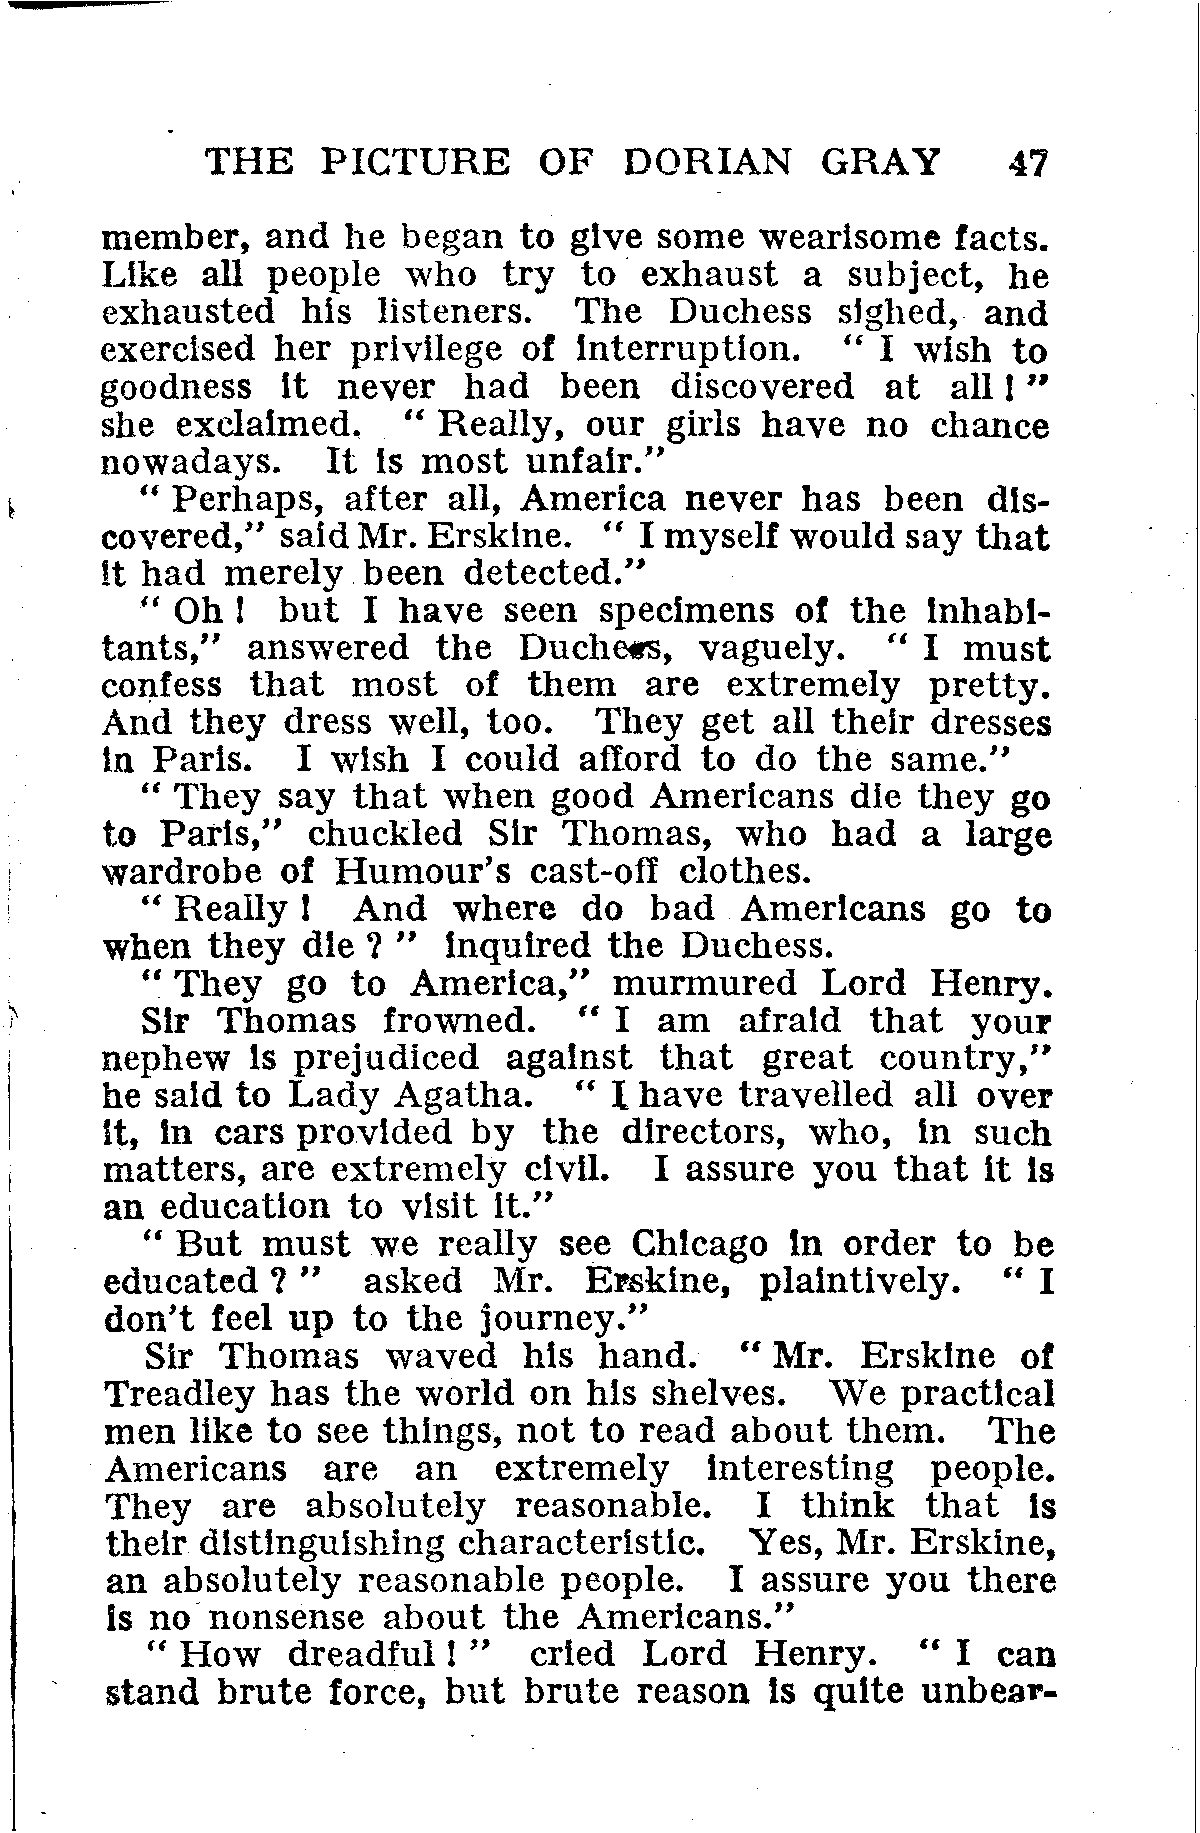 THE PICTURE OF DORIAN GRAY 47
member, and he began to give some wearisome facts.
Like all people who try to exhaust a subject, he
exhausted his listeners. The Duchess sighed, and
exercised her privilege of interruption. " I wish to
goodness it never had been discovered at all ! "
she exclaimed. " Really, our girls have no chance
nowadays. It is most unfair."
" Perhaps, after all, America never has been dis-
covered," said Mr. Erskine. " I myself would say that
it had merely been detected."
" Oh ! but I have seen specimens of the inhabi-
tants," answered the Duchess, vaguely. " I must
confess that most of them are extremely pretty.
And they dress well, too. They get all their dresses
in Paris. I wish I could afford to do the same."
" They say that when good Americans die they go
to Paris," chuckled Sir Thomas, who had a large
wardrobe of Humour's cast-off clothes.
" Really ! And where do bad Americans go to
when they die ? " inquired the Duchess.
" They go to America," murmured Lord Henry.
Sir Thomas frowned. " I am afraid that your
nephew is prejudiced against that great country,"
he said to Lady Agatha. " I have travelled all over
it, in cars provided by the directors, who, in such
matters, are extremely civil. I assure you that it is
an education to visit it."
" But must we really see Chicago in order to be
educated ? " asked Mr. Erskine, plaintively. " I
don't feel up to the journey."
Sir Thomas waved his hand. " Mr. Erskine of
Treadley has the world on his shelves. We practical
men like to see things, not to read about them. The
Americans are an extremely interesting people.
They are absolutely reasonable. I think that is
their distinguishing characteristic. Yes, Mr. Erskine,
an absolutely reasonable people. I assure you there
is no nonsense about the Americans."
" How dreadful ! " cried Lord Henry. " I can
stand brute force, but brute reason is quite unbear-